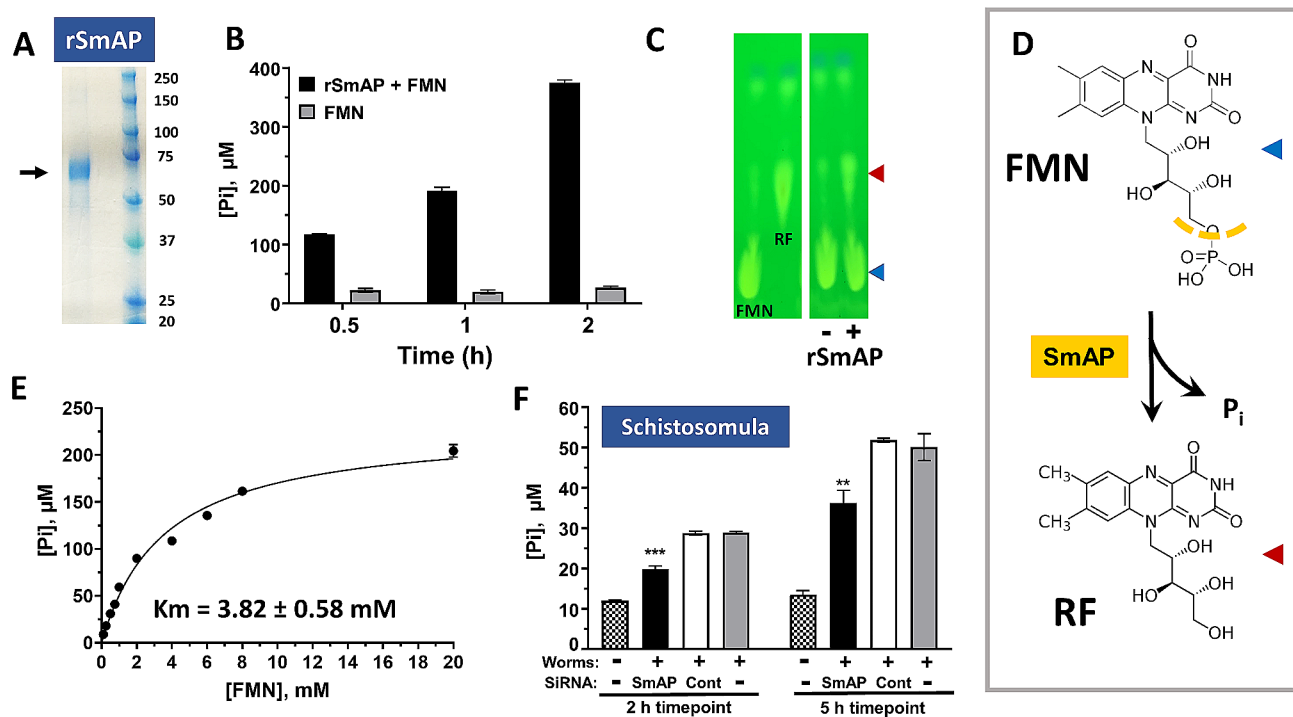 A
rSmAP
250
150
100
75
50
37
25
20
B
400
300
200
100
0
[Pi], µM
rSmAP + FMN
FMN
0.5
1
2
Time (h)
C
FMN
RF
- +
rSmAP
D
O
N
NH
N
N
O
OH
HO
OH
O
O=P
HO
OH
FMN
SmAP
Pi
CH3
CH3
O
N
NH
N
N
O
OH
HO
OH
OH
OH
RF
E
250
200
150
100
50
0
[Pi], µM
Km = 3.82 ± 0.58 mM
0 2 4 6 8 10 12 14 16 18 20
[FMN], mM
F
Schistosomula
60
50
40
30
20
10
0
[Pi], µM
***
**
Worms: - + + + - + + +
SiRNA: - SmAP Cont - - SmAP Cont -
2 h timepoint 5 h timepoint